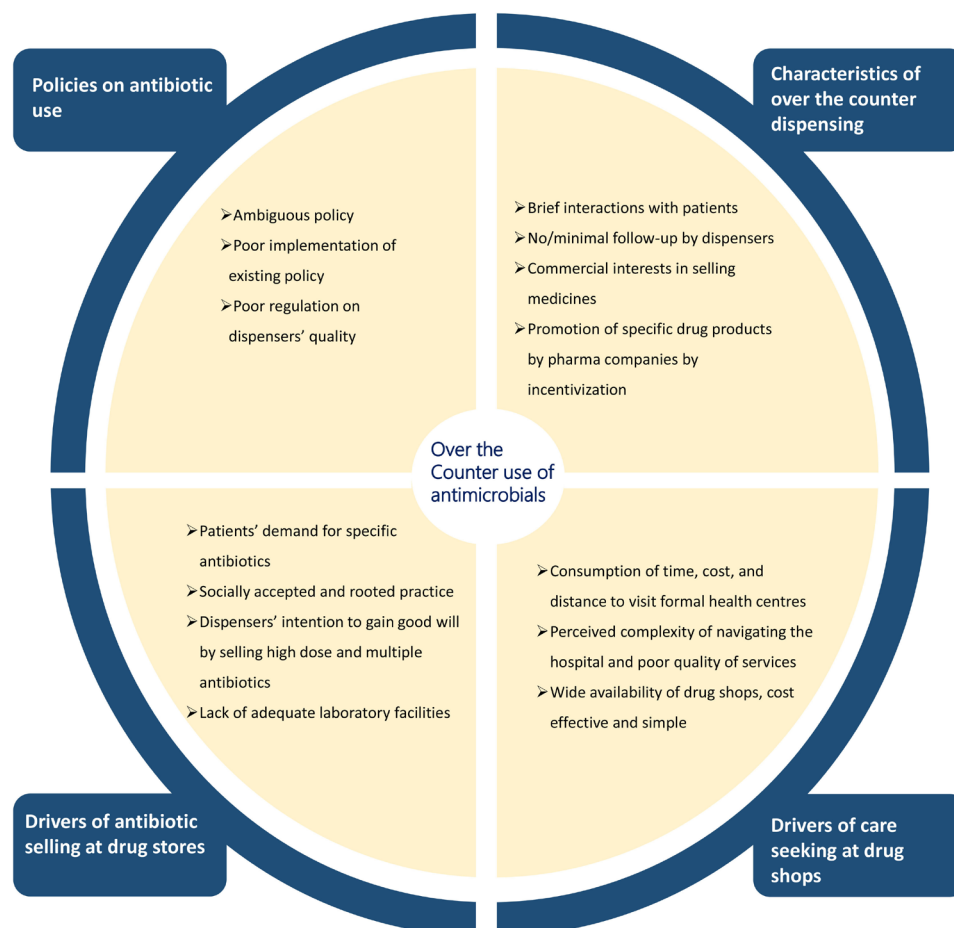 Policies on antibiotic
use
➢Ambiguous policy
➢Poor implementation of
existing policy
➢Poor regulation on
dispensers’ quality
Characteristics of
over the counter
dispensing
➢Brief interactions with patients
➢No/minimal follow-up by dispensers
➢Commercial interests in selling
medicines
➢Promotion of specific drug products
by pharma companies by
incentivization
Over the
Counter use of
antimicrobials
➢Patients’ demand for specific
antibiotics
➢Socially accepted and rooted practice
➢Dispensers’ intention to gain good will
by selling high dose and multiple
antibiotics
➢Lack of adequate laboratory facilities
Drivers of antibiotic
selling at drug stores
➢Consumption of time, cost, and
distance to visit formal health centres
➢Perceived complexity of navigating the
hospital and poor quality of services
➢Wide availability of drug shops, cost
effective and simple
Drivers of care
seeking at drug
shops